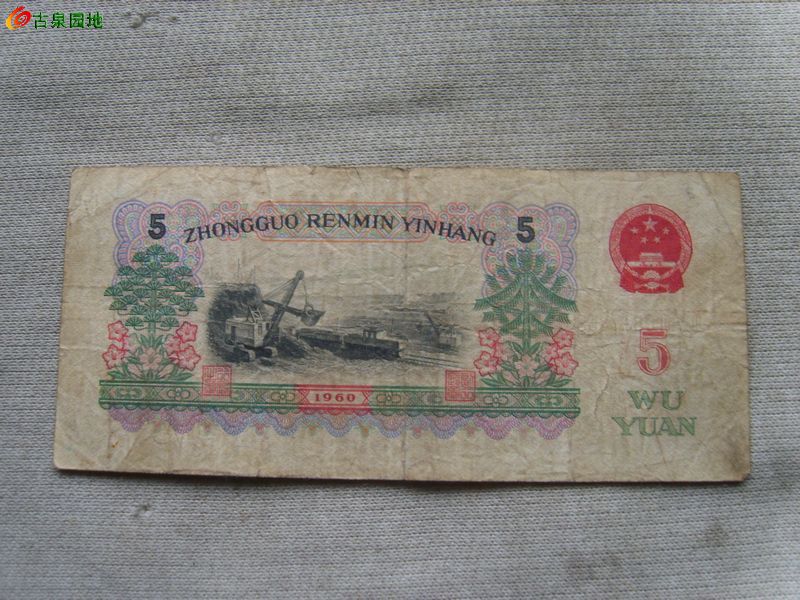 古泉园地
5 ZHONGGUO RENMIN YINHANG 5
5
1960
WU
YUAN